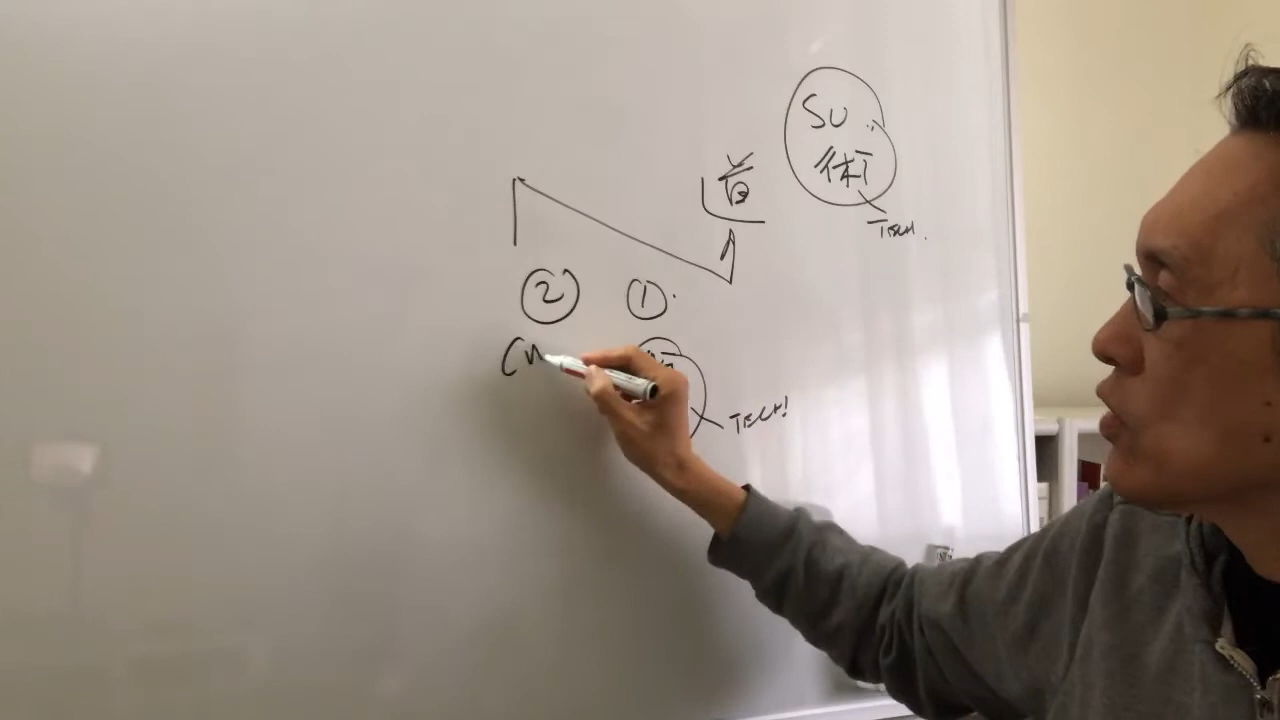 SU
術
道
TECH.
② ①
TECH!